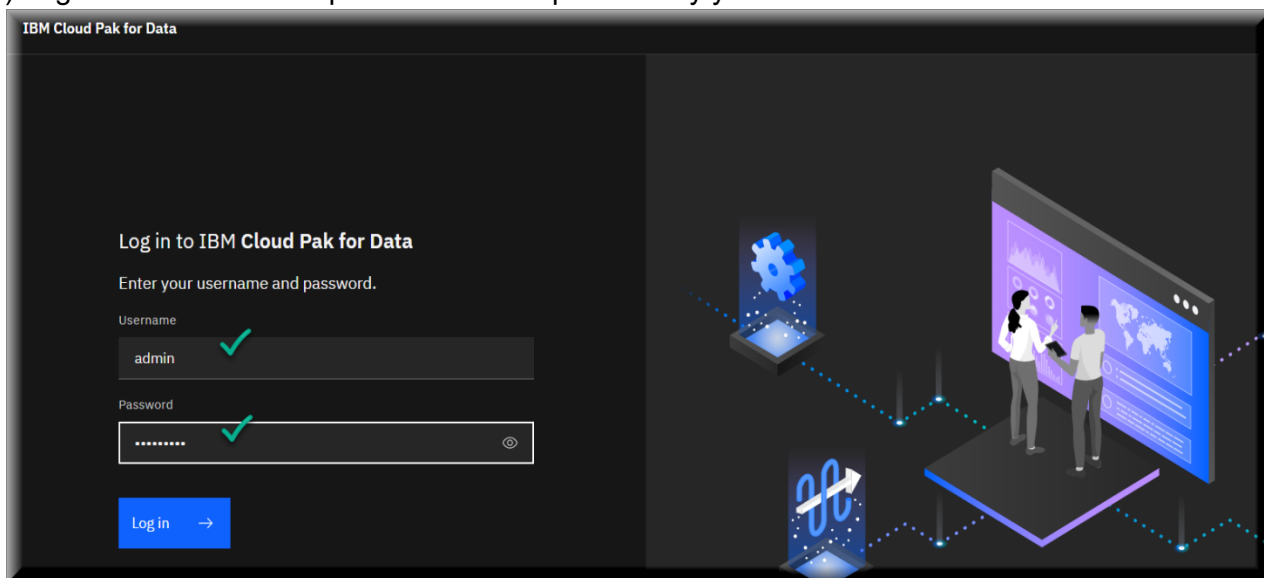 IBM Cloud Pak for Data
Log in to IBM Cloud Pak for Data
Enter your username and password.
Username
admin
Password
•••••••••
Log in →